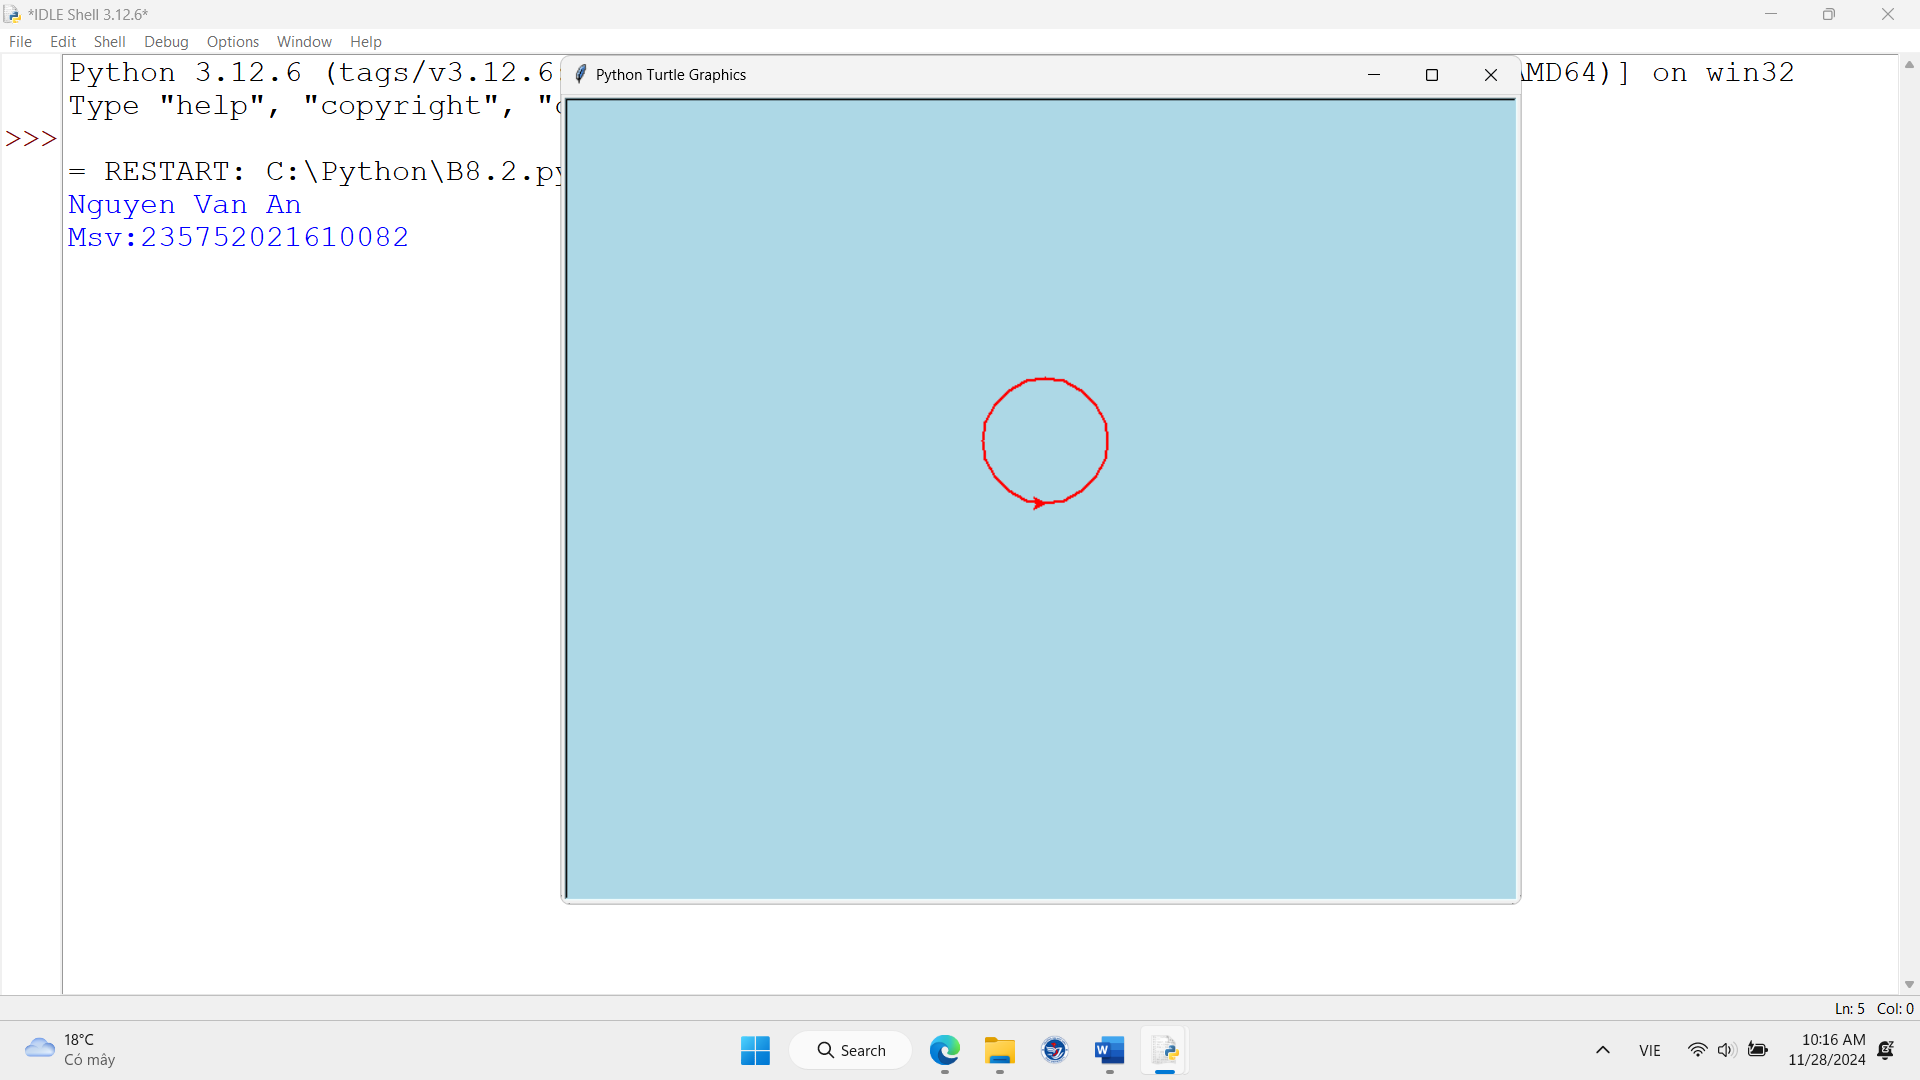 *IDLE Shell 3.12.6*
File Edit Shell Debug Options Window Help
Python 3.12.6 (tags/v3.12.6 AMD64)] on win32
Type "help", "copyright", "
>>>
= RESTART: C:\Python\B8.2.py
Nguyen Van An
Msv:235752021610082
Python Turtle Graphics
Ln: 5 Col: 0
18°C
Có mây
Search
VIE
10:16 AM
11/28/2024